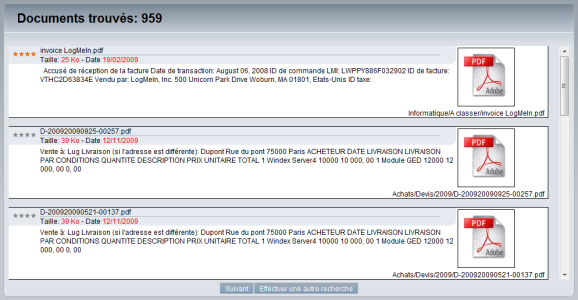 Documents trouvés: 959
invoice LogMeIn.pdf
Taille: 25 Ko - Date 19/02/2009
Accusé de réception de la facture Date de transaction: August 06, 2008 ID de commande LMI: LWPPY886F032902 ID de facture:
VTHC2D63834E Vendu par: LogMeIn, Inc. 500 Unicorn Park Drive Woburn, MA 01801, Etats-Unis ID taxe:
PDF
Adobe
Informatique/A classer/invoice LogMeIn.pdf
D-200920090925-00257.pdf
Taille: 39 Ko - Date 12/11/2009
Vente à: Lug Livraison (si l'adresse est différente): Dupont Rue du pont 75000 Paris ACHETEUR DATE LIVRAISON LIVRAISON
PAR CONDITIONS QUANTITE DESCRIPTION PRIX UNITAIRE TOTAL 1 Windex Server4 10000 10 000, 00 1 Module GED 12000 12
000, 00 0, 00
PDF
Adobe
Achats/Devis/2009/D-200920090925-00257.pdf
D-200920090521-00137.pdf
Taille: 39 Ko - Date 12/11/2009
Vente à: Lug Livraison (si l'adresse est différente): Dupont Rue du pont 75000 Paris ACHETEUR DATE LIVRAISON LIVRAISON
PAR CONDITIONS QUANTITE DESCRIPTION PRIX UNITAIRE TOTAL 1 Windex Server4 10000 10 000, 00 1 Module GED 12000 12
000, 00 0, 00
PDF
Adobe
Achats/Devis/2009/D-200920090521-00137.pdf
Suivant
Effectuer une autre recherche